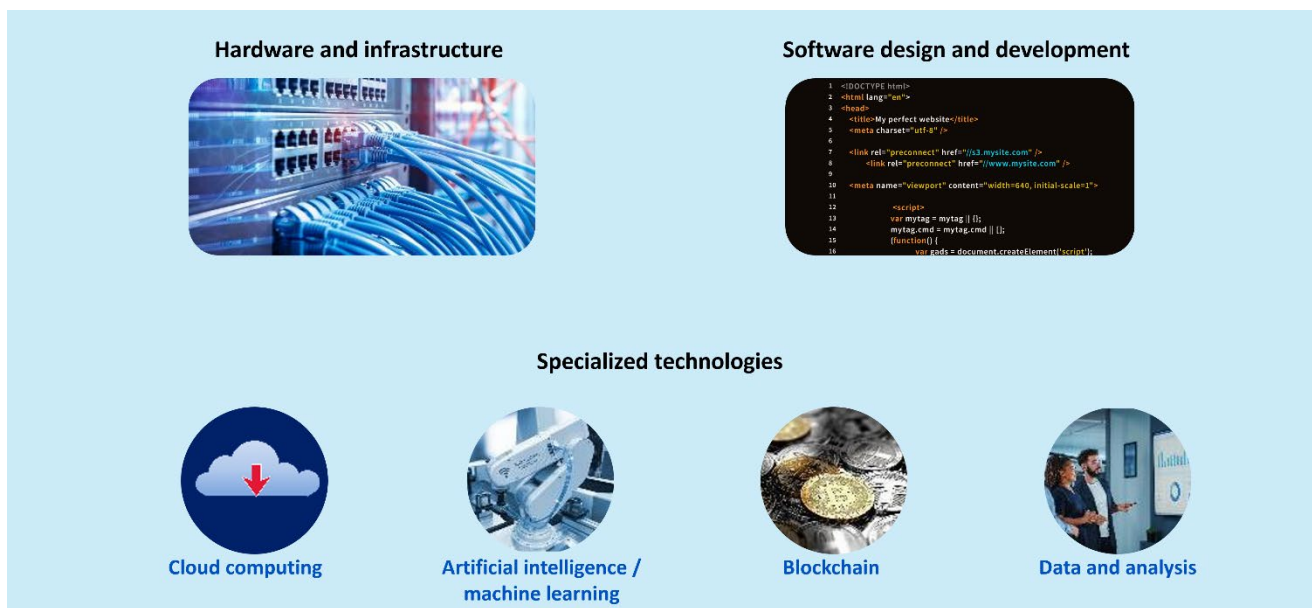 Hardware and infrastructure
Software design and development
1 <!DOCTYPE html>
2 <html lang="en">
3 <head>
4 <title>My perfect website</title>
5 <meta charset="utf-8" />
6
7 <link rel="preconnect" href="//s3.mysite.com" />
8 <link rel="preconnect" href="//www.mysite.com" />
9
10 <meta name="viewport" content="width=640, initial-scale=1">
11
12 <script>
13 var mytag = mytag || {};
14 mytag.cmd = mytag.cmd || [];
15 (function() {
16 var gads = document.createElement('script');
Specialized technologies
Cloud computing
Artificial intelligence /
machine learning
Blockchain
Data and analysis